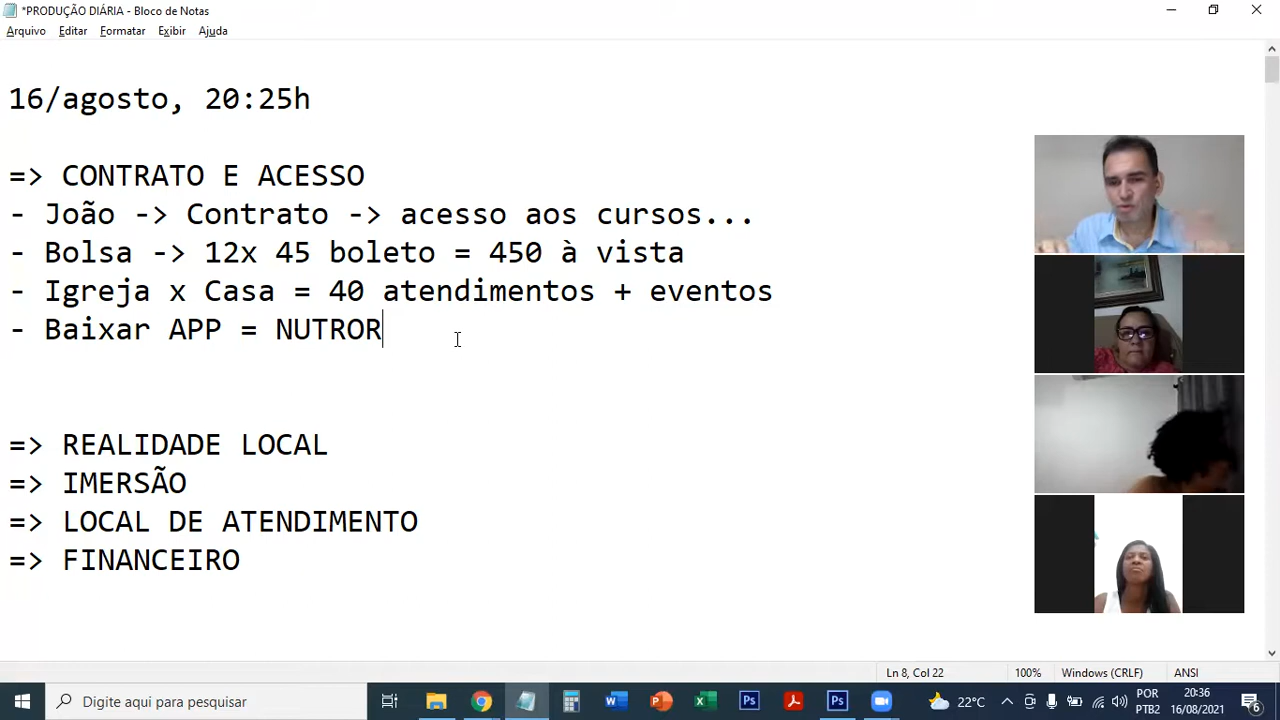 *PRODUÇÃO DIÁRIA - Bloco de Notas
Arquivo Editar Formatar Exibir Ajuda
16/agosto, 20:25h
=> CONTRATO E ACESSO
- João -> Contrato -> acesso aos cursos...
- Bolsa -> 12x 45 boleto = 450 à vista
- Igreja x Casa = 40 atendimentos + eventos
- Baixar APP = NUTROR
=> REALIDADE LOCAL
=> IMERSÃO
=> LOCAL DE ATENDIMENTO
=> FINANCEIRO
Ln 8, Col 22 100% Windows (CRLF) ANSI
Digite aqui para pesquisar
22°C
POR
PTB2
20:36
16/08/2021
6